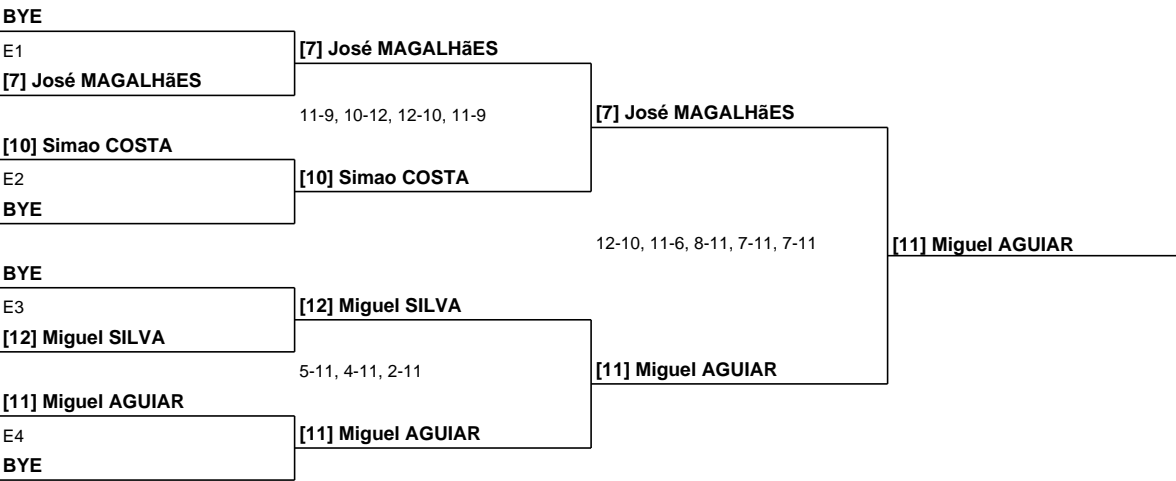 BYE
E1
[7] José MAGALHãES
[7] José MAGALHãES
11-9, 10-12, 12-10, 11-9
[7] José MAGALHãES
[10] Simao COSTA
E2
[10] Simao COSTA
BYE
12-10, 11-6, 8-11, 7-11, 7-11
[11] Miguel AGUIAR
BYE
E3
[12] Miguel SILVA
[12] Miguel SILVA
5-11, 4-11, 2-11
[11] Miguel AGUIAR
[11] Miguel AGUIAR
E4
[11] Miguel AGUIAR
BYE